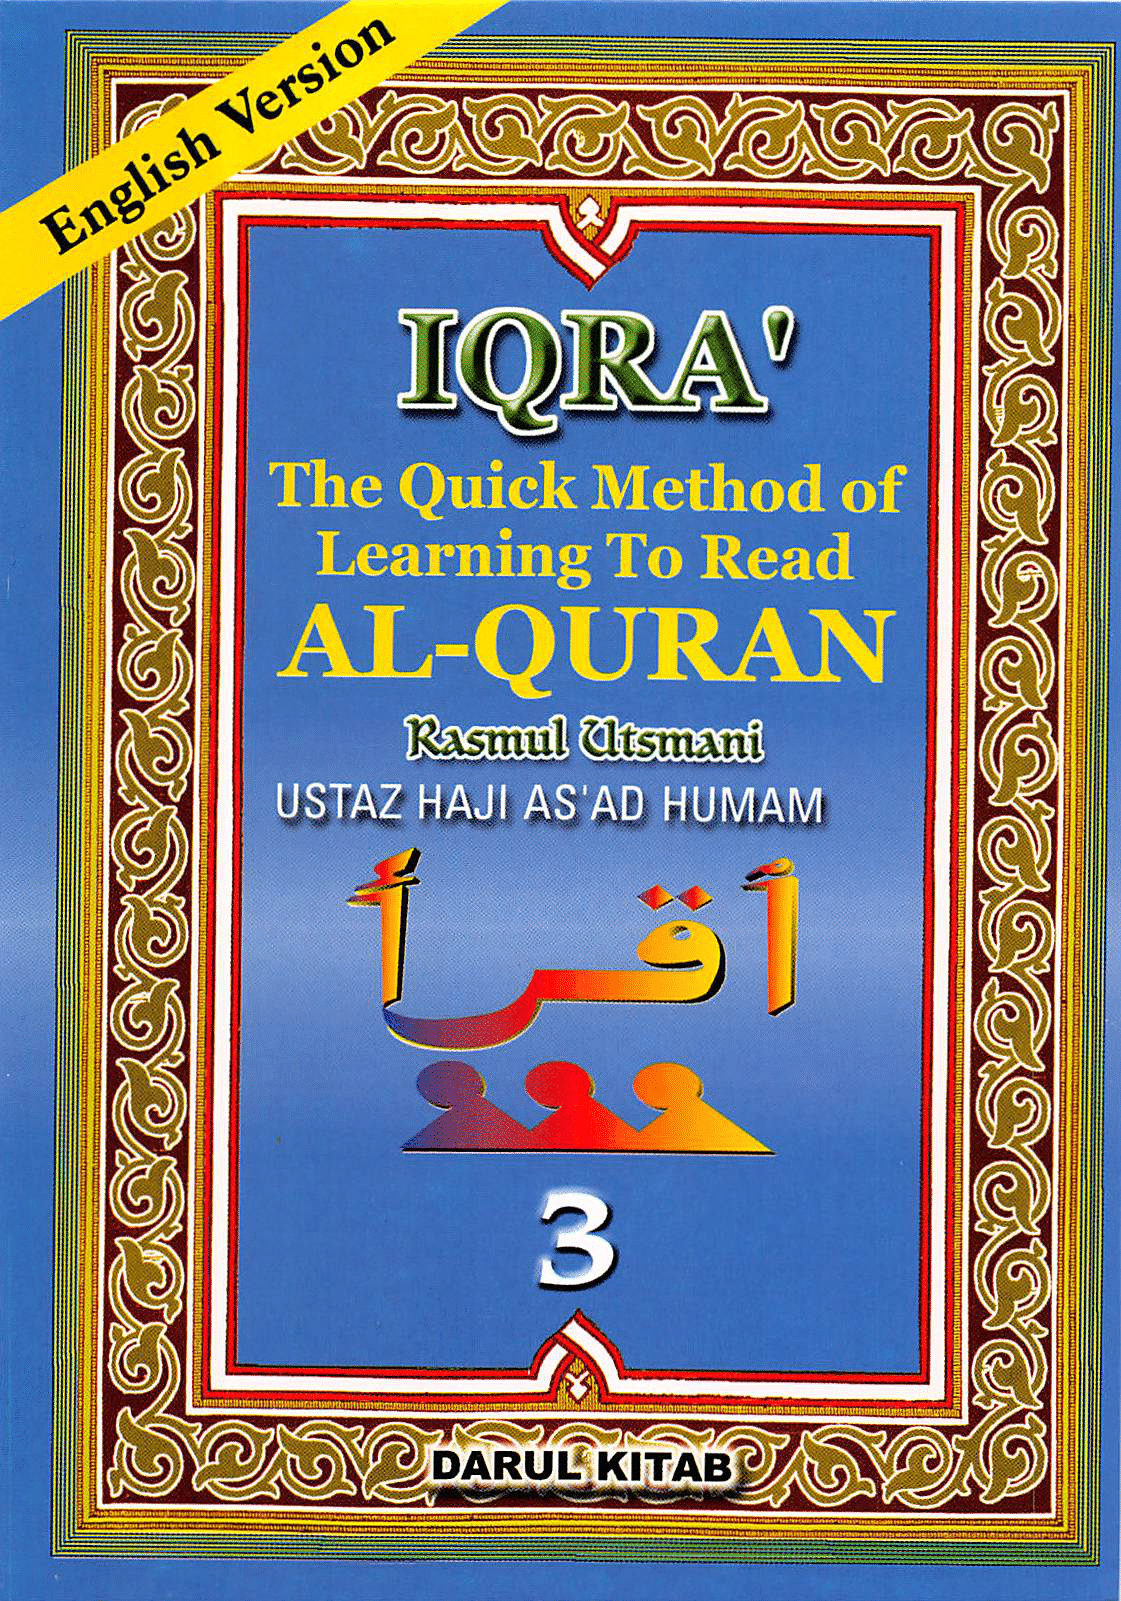 English Version
IQRA'
The Quick Method of
Learning To Read
AL-QURAN
Rasmul Utsmani
USTAZ HAJI AS'AD HUMAM
أقرأ
3
DARUL KITAB